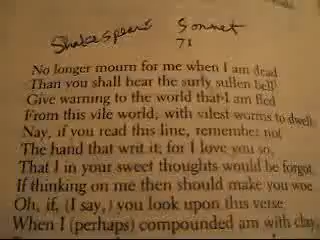 Shakespeare's Sonnet
71
No longer mourn for me when I am dead
Than you shall hear the surly sullen bell
Give warning to the world that I am fled
From this vile world, with vilest worms to dwell:
Nay, if you read this line, remember not
The hand that writ it; for I love you so,
That I in your sweet thoughts would be forgot,
If thinking on me then should make you woe.
Oh, if, (I say,) you look upon this verse
When I (perhaps) compounded am with clay,